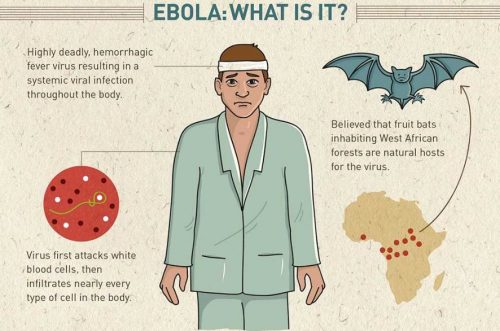 EBOLA: WHAT IS IT?
Highly deadly, hemorrhagic
fever virus resulting in a
systemic viral infection
throughout the body.
Believed that fruit bats
inhabiting West African
forests are natural hosts
for the virus.
Virus first attacks white
blood cells, then
infiltrates nearly every
type of cell in the body.